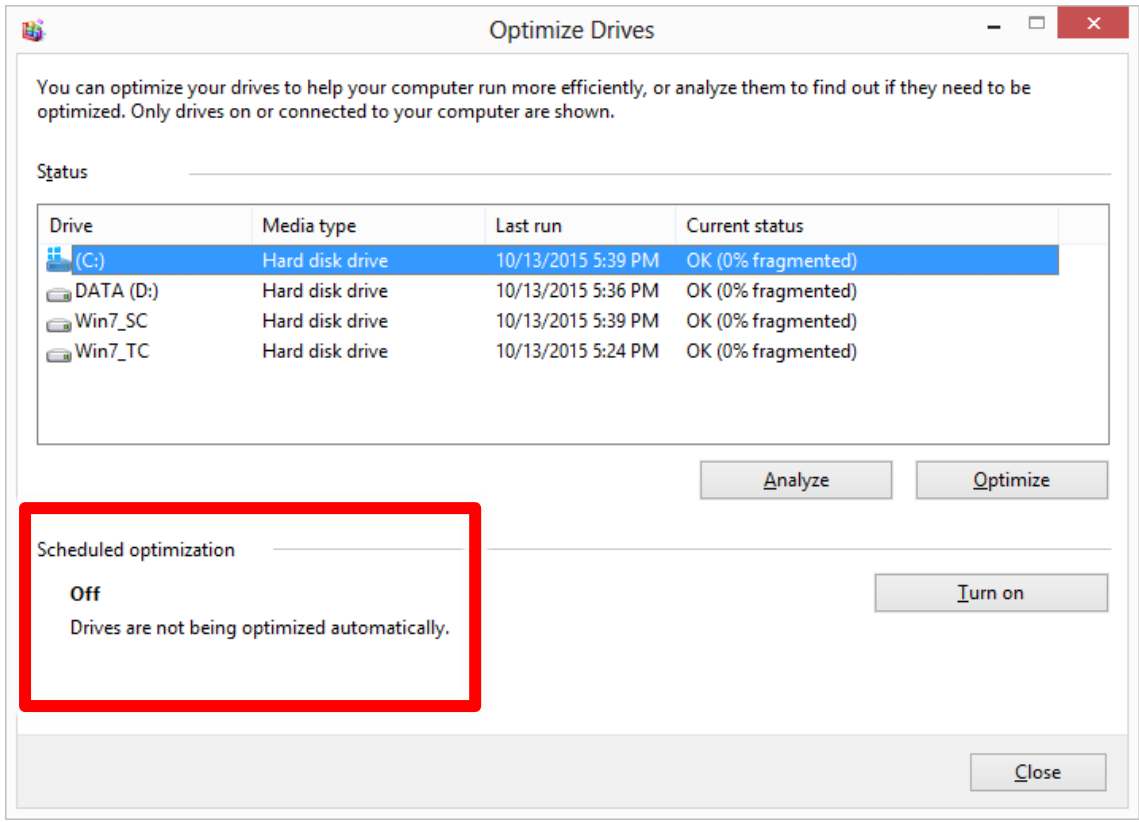 Optimize Drives
You can optimize your drives to help your computer run more efficiently, or analyze them to find out if they need to be
optimized. Only drives on or connected to your computer are shown.
Status
Drive Media type Last run Current status
(C:) Hard disk drive 10/13/2015 5:39 PM OK (0% fragmented)
DATA (D:) Hard disk drive 10/13/2015 5:36 PM OK (0% fragmented)
Win7_SC Hard disk drive 10/13/2015 5:39 PM OK (0% fragmented)
Win7_TC Hard disk drive 10/13/2015 5:24 PM OK (0% fragmented)
Analyze Optimize
Scheduled optimization
Off
Turn on
Drives are not being optimized automatically.
Close